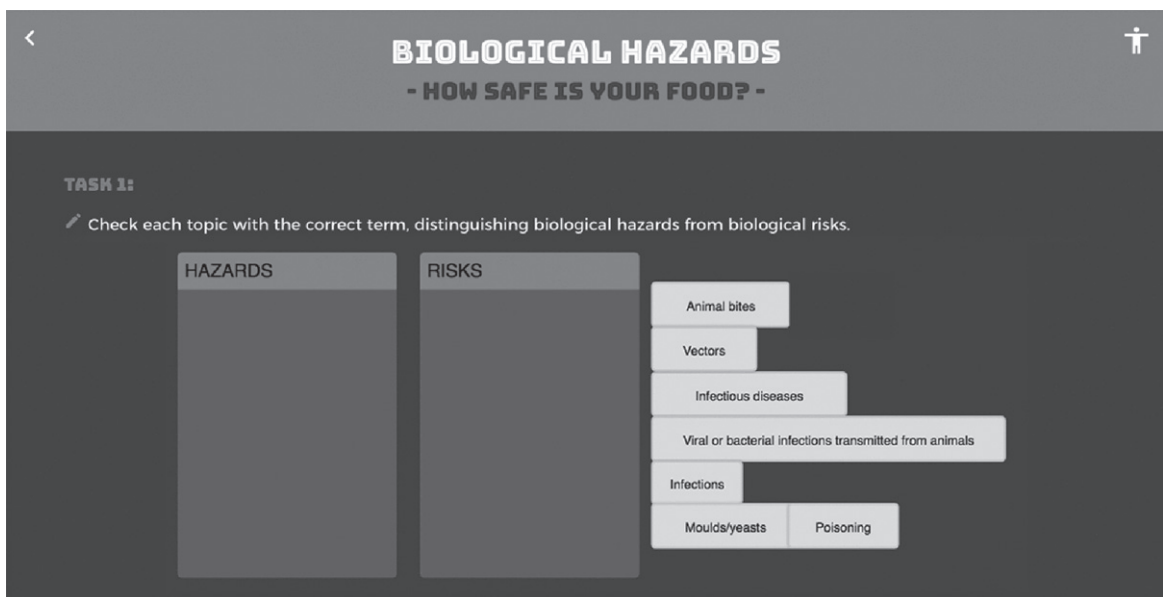 BIOLOGICAL HAZARDS
- HOW SAFE IS YOUR FOOD? -
TASK 1:
Check each topic with the correct term, distinguishing biological hazards from biological risks.
HAZARDS
RISKS
Animal bites
Vectors
Infectious diseases
Viral or bacterial infections transmitted from animals
Infections
Moulds/yeasts
Poisoning